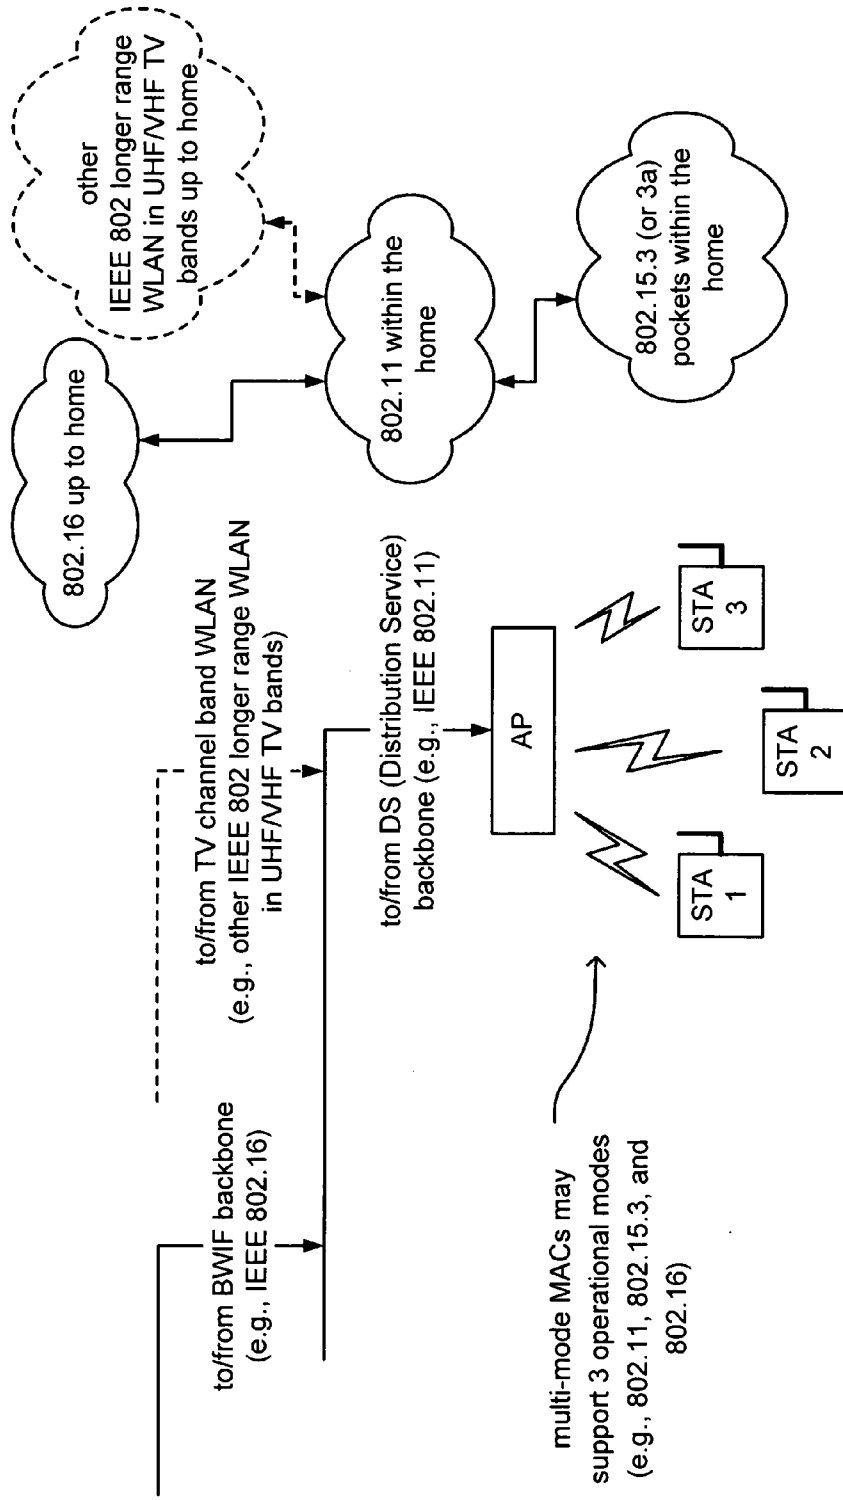 to/from BWIF backbone
(e.g., IEEE 802.16)
to/from TV channel band WLAN
(e.g., other IEEE 802 longer range WLAN
in UHF/VHF TV bands)
to/from DS (Distribution Service)
backbone (e.g., IEEE 802.11)
AP
STA
1
STA
2
STA
3
multi-mode MACs may
support 3 operational modes
(e.g., 802.11, 802.15.3, and
802.16)
802.16 up to home
other
IEEE 802 longer range
WLAN in UHF/VHF TV
bands up to home
802.11 within the
home
802.15.3 (or 3a)
pockets within the
home